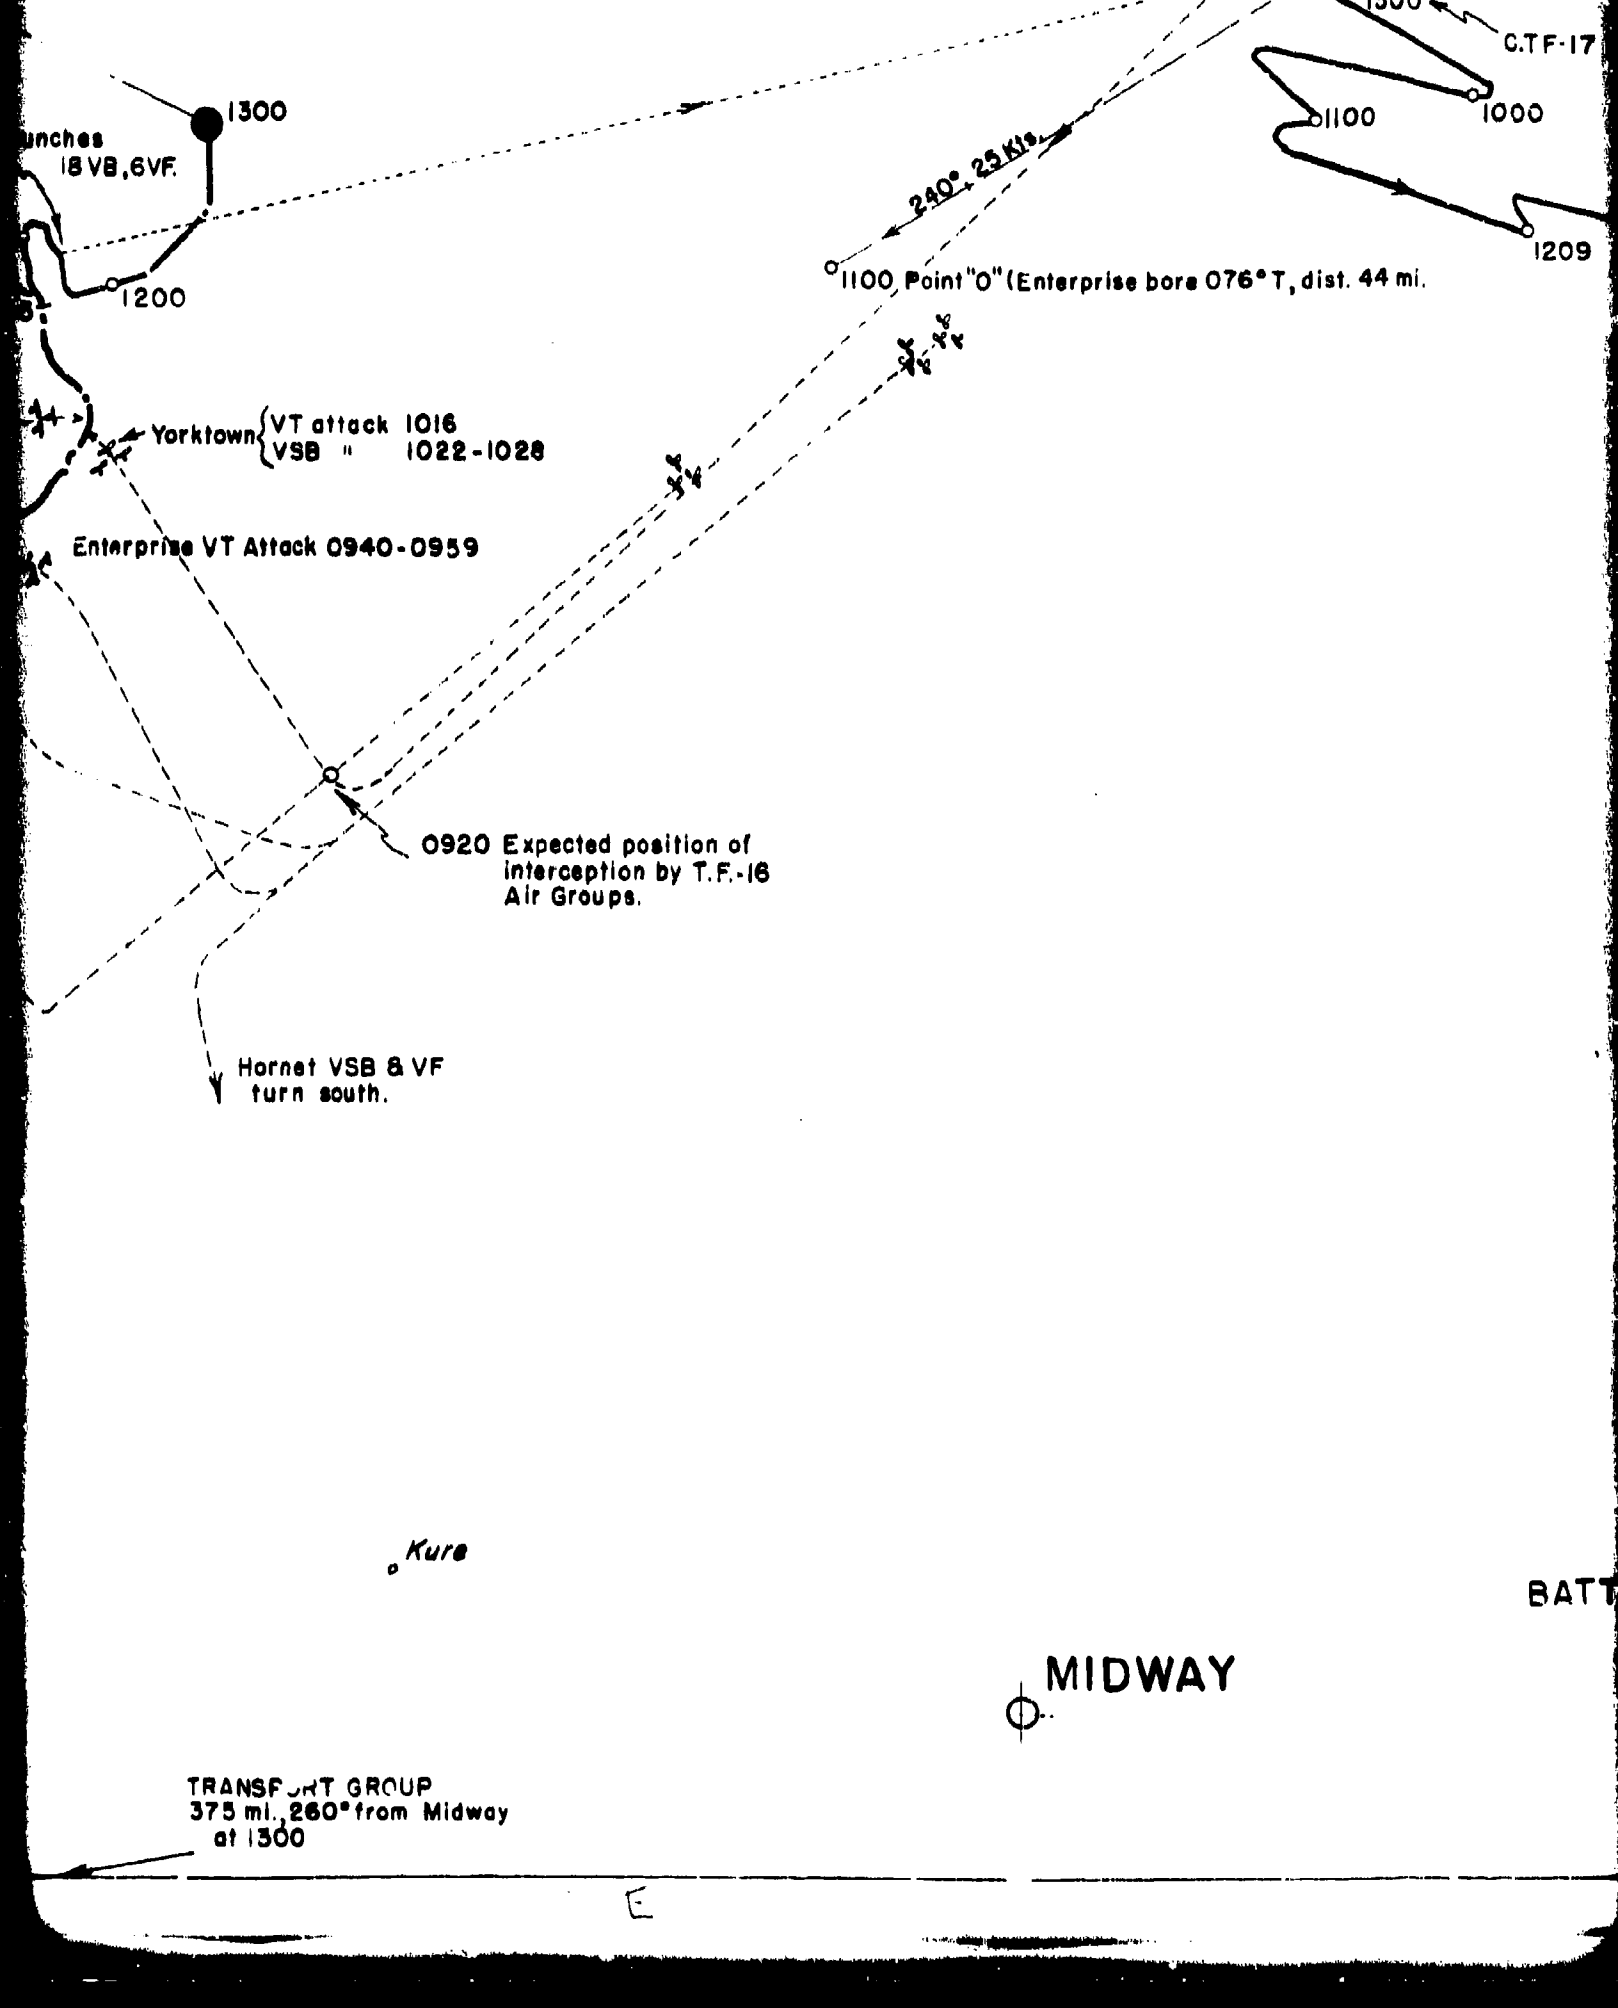 1300
C.T.F-17
1000
1100
1209
1300
18 VB, 6 VF.
1200
240°, 25 Kts.
1100 Point "O" (Enterprise bore 076° T, dist. 44 mi.
Yorktown { VT attack 1016
VSB " 1022-1028
Enterprise VT Attack 0940-0959
0920 Expected position of
interception by T.F.-16
Air Groups.
Hornet VSB & VF
turn south.
Kure
BATT
MIDWAY
TRANSPORT GROUP
375 mi., 260° from Midway
at 1300
E